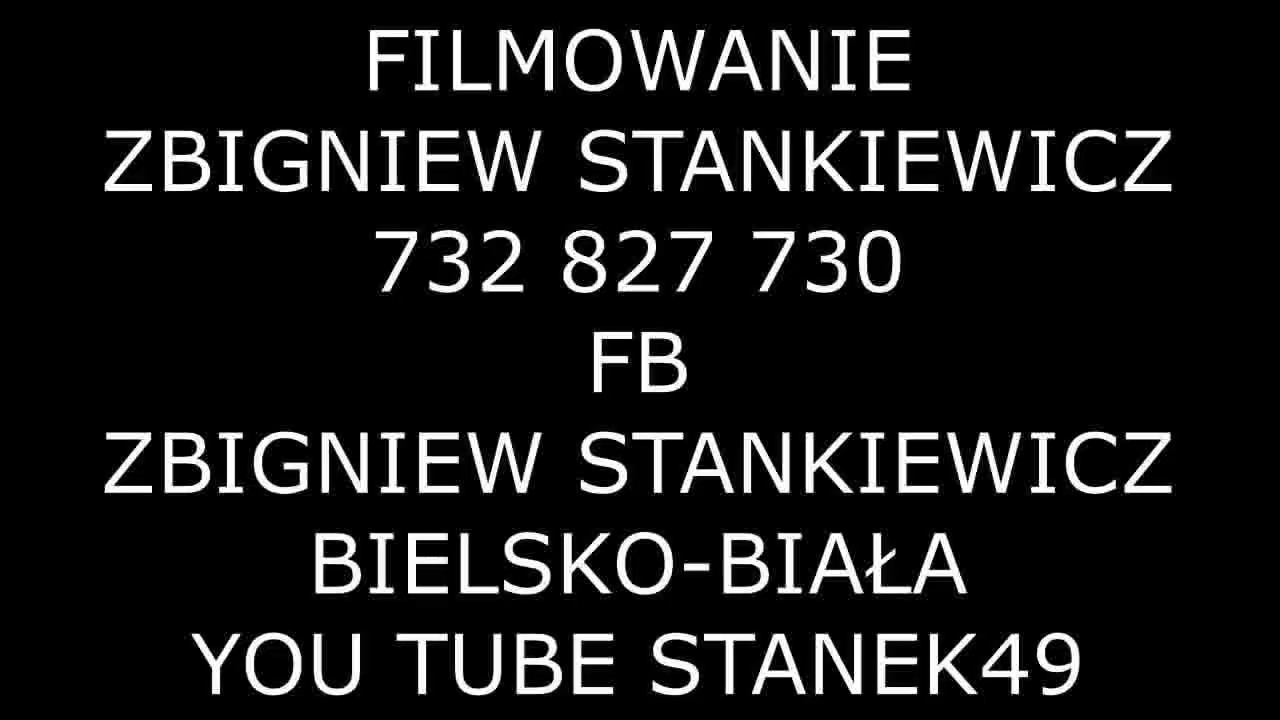 FILMOWANIE
ZBIGNIEW STANKIEWICZ
732 827 730
FB
ZBIGNIEW STANKIEWICZ
BIELSKO-BIAŁA
YOU TUBE STANEK49